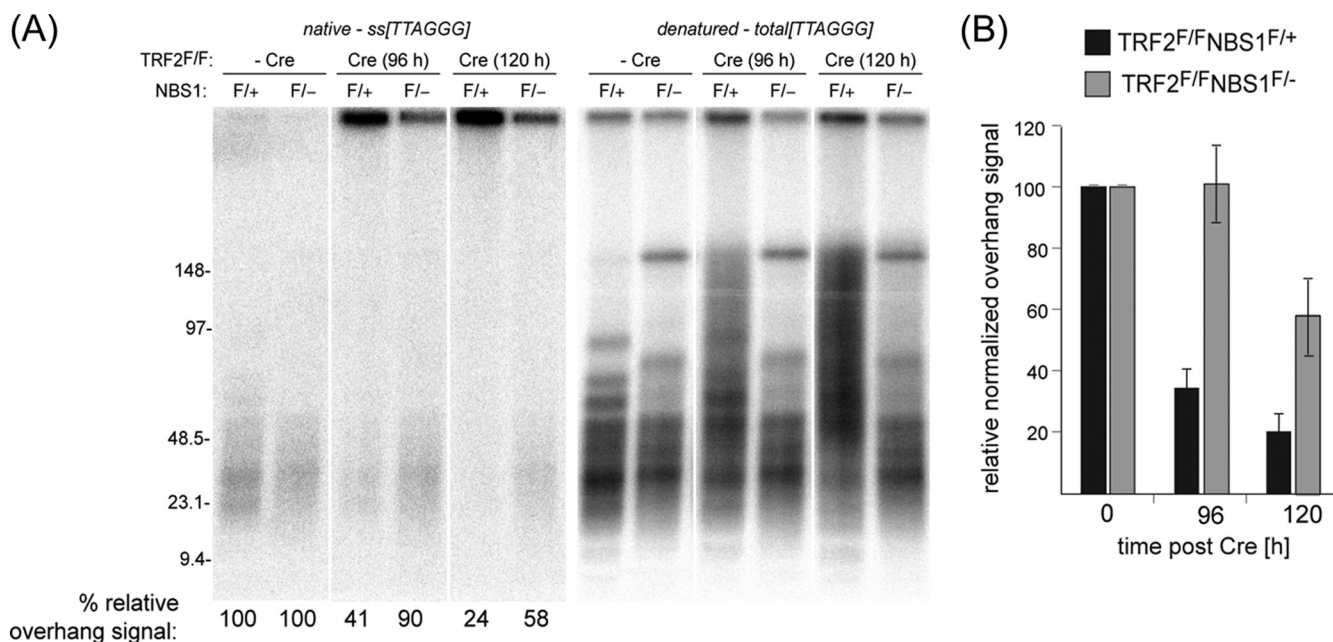 (A)
native - ss[TTAGGG] denatured - total[TTAGGG]
TRF2F/F: - Cre Cre (96 h) Cre (120 h) - Cre Cre (96 h) Cre (120 h)
NBS1: F/+ F/− F/+ F/− F/+ F/− F/+ F/− F/+ F/− F/+ F/−
148-
97-
48.5-
23.1-
9.4-
% relative
overhang signal: 100 100 41 90 24 58
(B)
TRF2F/FNBS1F/+
TRF2F/FNBS1F/-
relative normalized overhang signal
120
100
80
60
40
20
0 96 120
time post Cre [h]